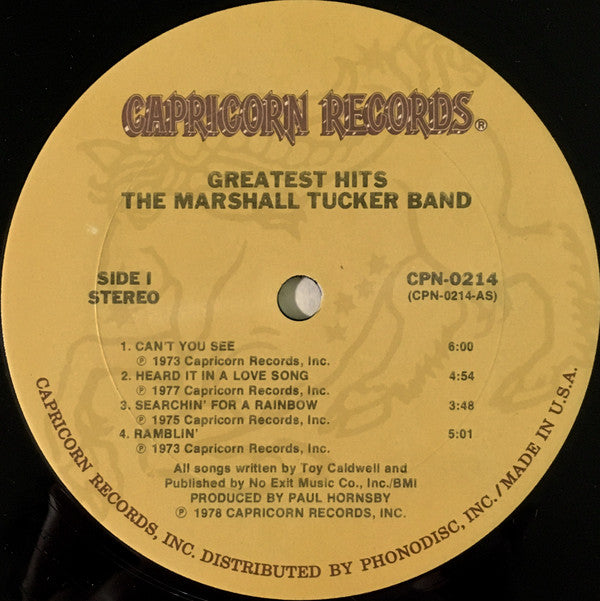 CAPRICORN RECORDS®
GREATEST HITS
THE MARSHALL TUCKER BAND
SIDE I
STEREO
CPN-0214
(CPN-0214-AS)
1. CAN'T YOU SEE 6:00
℗ 1973 Capricorn Records, Inc.
2. HEARD IT IN A LOVE SONG 4:54
℗ 1977 Capricorn Records, Inc.
3. SEARCHIN' FOR A RAINBOW 3:48
℗ 1975 Capricorn Records, Inc.
4. RAMBLIN' 5:01
℗ 1973 Capricorn Records, Inc.
All songs written by Toy Caldwell and
Published by No Exit Music Co., Inc./BMI
PRODUCED BY PAUL HORNSBY
℗ 1978 CAPRICORN RECORDS, INC.
CAPRICORN RECORDS, INC. DISTRIBUTED BY PHONODISC, INC./MADE IN U.S.A.